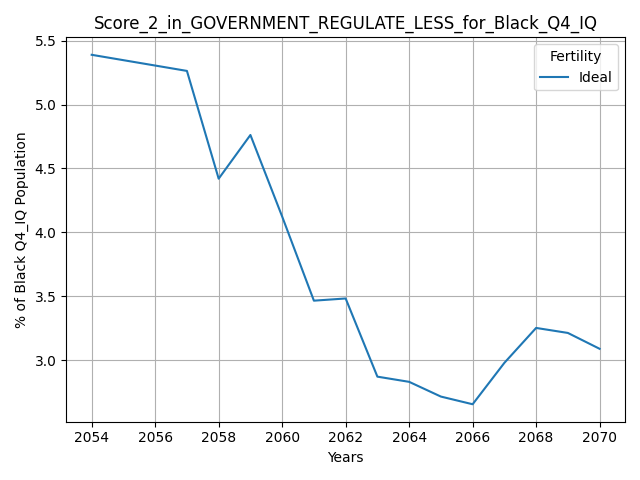 Score_2_in_GOVERNMENT_REGULATE_LESS_for_Black_Q4_IQ
Fertility
Ideal
% of Black Q4_IQ Population
5.5
5.0
4.5
4.0
3.5
3.0
2054 2056 2058 2060 2062 2064 2066 2068 2070
Years